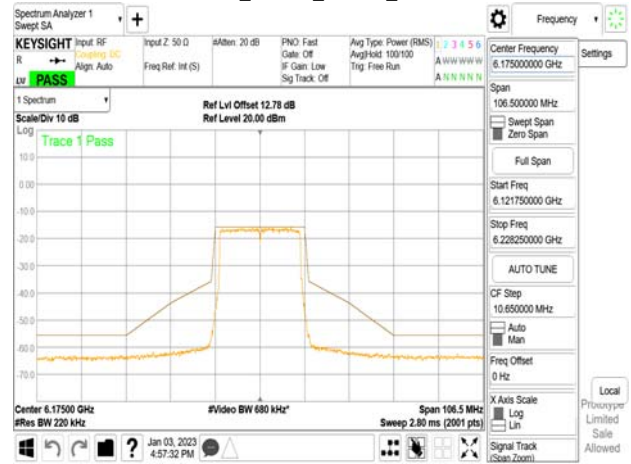 Spectrum Analyzer 1
Swept SA
+
Frequency
KEYSIGHT
R
LV PASS
Input: RF
Coupling: DC
Align: Auto
Input Z: 50 Ω
Freq Ref: Int (S)
#Atten: 20 dB
PNO: Fast
Gate: Off
IF Gain: Low
Sig Track: Off
Avg Type: Power (RMS)
Avg|Hold: 100/100
Trig: Free Run
1 2 3 4 5 6
A W W W W W
A N N N N N
1 Spectrum
Scale/Div 10 dB
Ref Lvl Offset 12.78 dB
Ref Level 20.00 dBm
Log
Trace 1 Pass
10.0
0.00
-10.0
-20.0
-30.0
-40.0
-50.0
-60.0
-70.0
Center 6.17500 GHz
#Res BW 220 kHz
#Video BW 680 kHz*
Span 106.5 MHz
Sweep 2.80 ms (2001 pts)
Jan 03, 2023
4:57:32 PM
?
Center Frequency
6.175000000 GHz
Span
106.500000 MHz
Swept Span
Zero Span
Full Span
Start Freq
6.121750000 GHz
Stop Freq
6.228250000 GHz
AUTO TUNE
CF Step
10.650000 MHz
Auto
Man
Freq Offset
0 Hz
X Axis Scale
Log
Lin
Signal Track
(Span Zoom)
Settings
Local
Prototype
Limited
Sale
Allowed